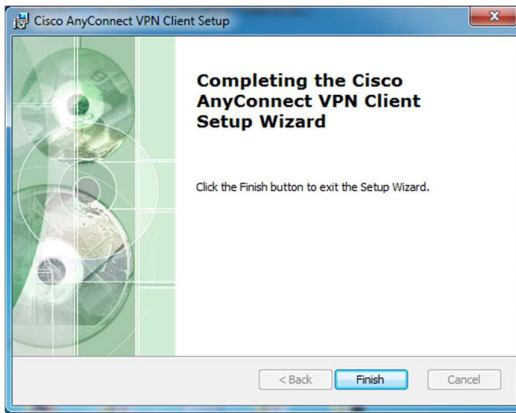 Cisco AnyConnect VPN Client Setup
Completing the Cisco
AnyConnect VPN Client
Setup Wizard
Click the Finish button to exit the Setup Wizard.
< Back
Finish
Cancel